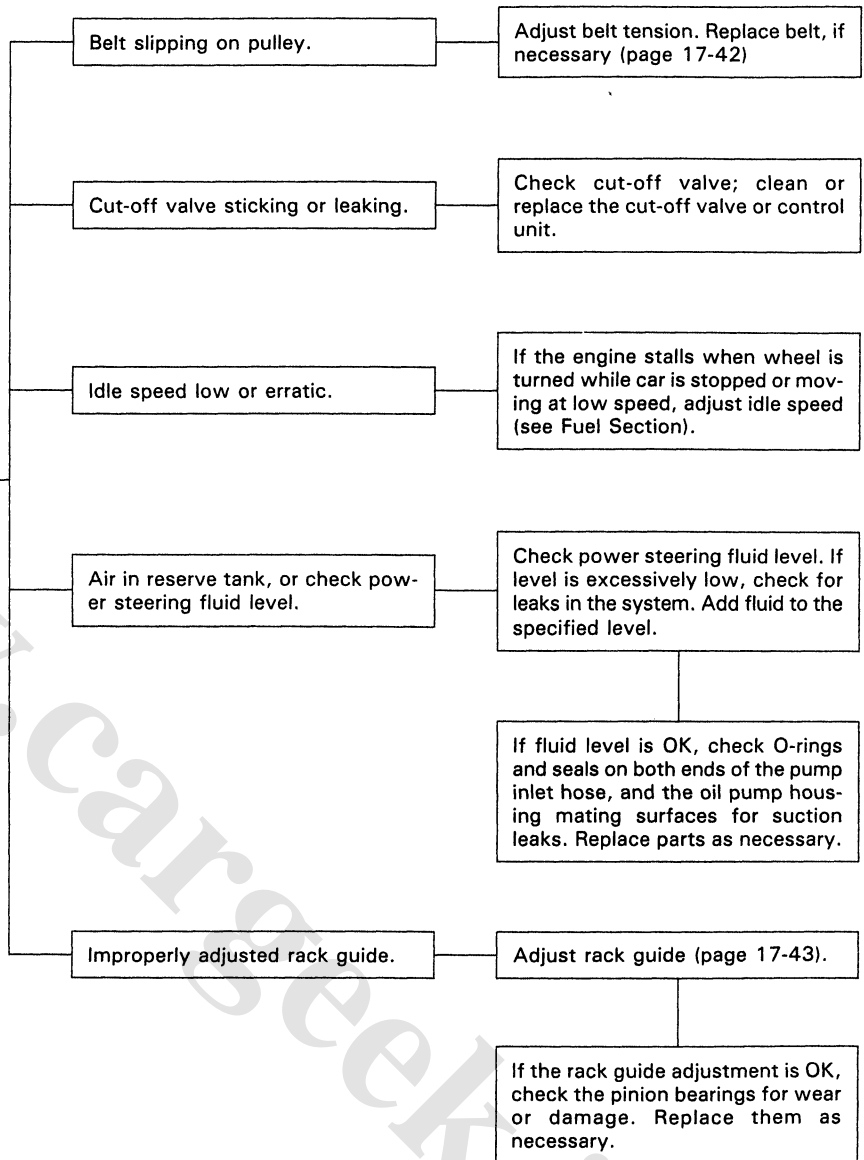 Belt slipping on pulley.
Adjust belt tension. Replace belt, if
necessary (page 17-42)
Cut-off valve sticking or leaking.
Check cut-off valve; clean or
replace the cut-off valve or control
unit.
Idle speed low or erratic.
If the engine stalls when wheel is
turned while car is stopped or mov-
ing at low speed, adjust idle speed
(see Fuel Section).
Air in reserve tank, or check pow-
er steering fluid level.
Check power steering fluid level. If
level is excessively low, check for
leaks in the system. Add fluid to the
specified level.
If fluid level is OK, check O-rings
and seals on both ends of the pump
inlet hose, and the oil pump hous-
ing mating surfaces for suction
leaks. Replace parts as necessary.
Improperly adjusted rack guide.
Adjust rack guide (page 17-43).
If the rack guide adjustment is OK,
check the pinion bearings for wear
or damage. Replace them as
necessary.
.cargeek